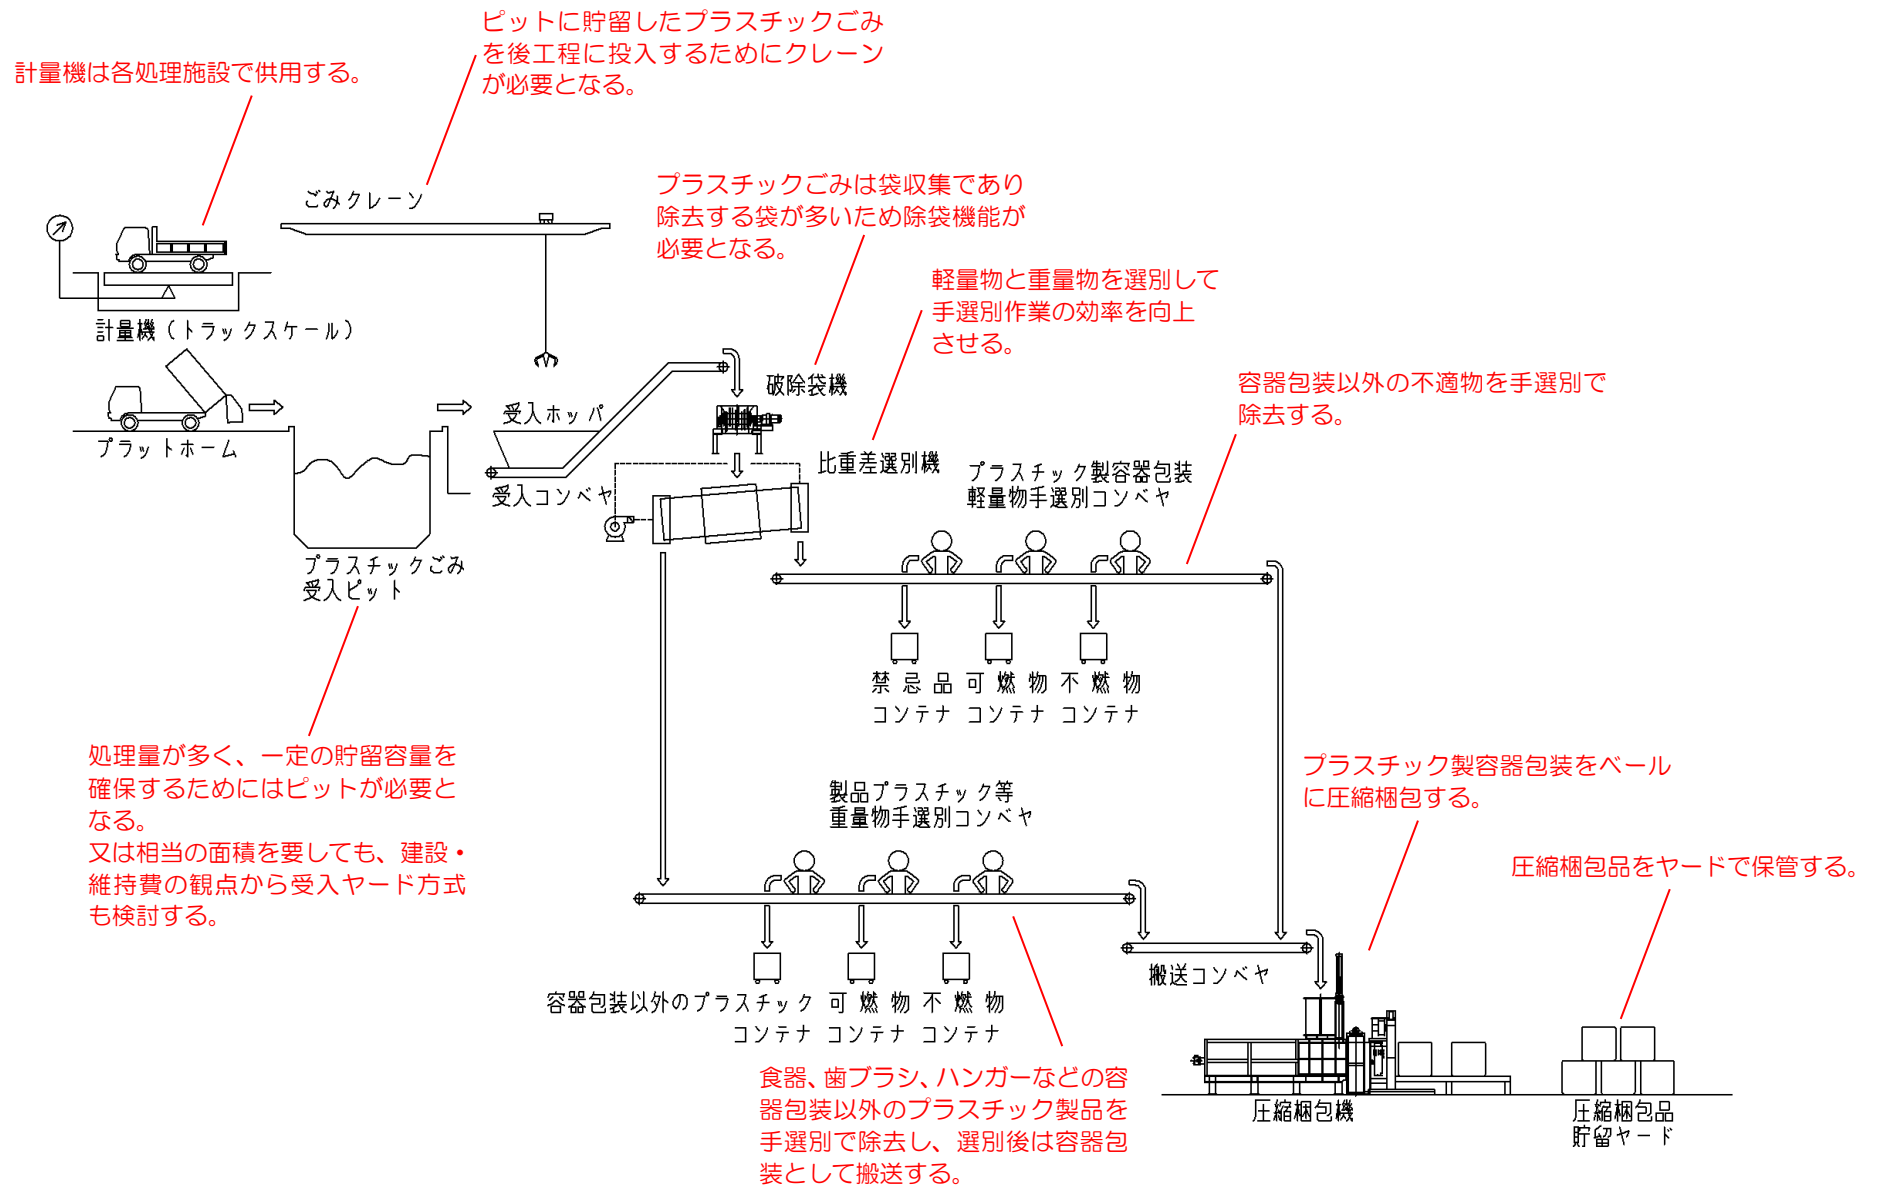 ピットに貯留したプラスチックごみ
を後工程に投入するためにクレーン
が必要となる。
計量機は各処理施設で供用する。
ごみクレーン
プラスチックごみは袋収集であり
除去する袋が多いため除袋機能が
必要となる。
軽量物と重量物を選別して
手選別作業の効率を向上
させる。
計量機（トラックスケール）
破除袋機
容器包装以外の不適物を手選別で
除去する。
受入ホッパ
プラットホーム
比重差選別機
プラスチック製容器包装
軽量物手選別コンベヤ
受入コンベヤ
プラスチックごみ
受入ピット
禁忌品 可燃物 不燃物
コンテナ コンテナ コンテナ
処理量が多く、一定の貯留容量を
確保するためにはピットが必要と
なる。
又は相当の面積を要しても、建設・
維持費の観点から受入ヤード方式
も検討する。
製品プラスチック等
重量物手選別コンベヤ
プラスチック製容器包装をベール
に圧縮梱包する。
圧縮梱包品をヤードで保管する。
搬送コンベヤ
容器包装以外のプラスチック 可燃物 不燃物
コンテナ コンテナ コンテナ
食器、歯ブラシ、ハンガーなどの容
器包装以外のプラスチック製品を
手選別で除去し、選別後は容器包
装として搬送する。
圧縮梱包機
圧縮梱包品
貯留ヤード